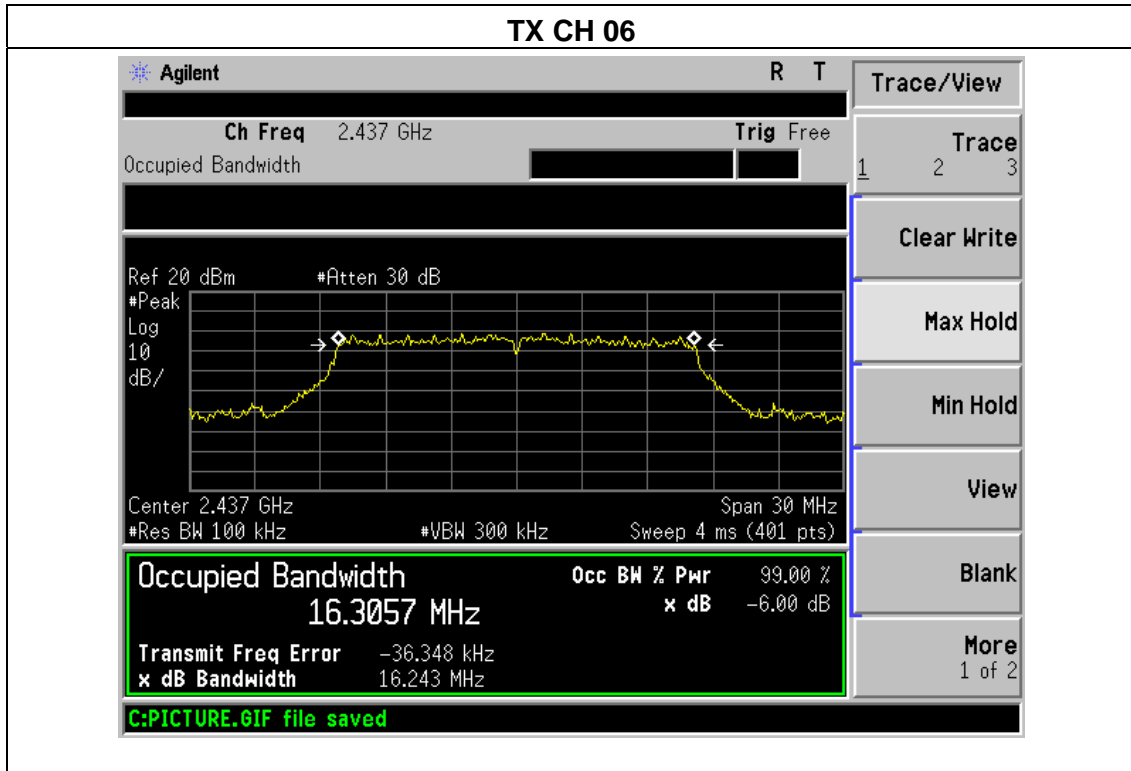 TX CH 06
Agilent R T
Ch Freq 2.437 GHz Trig Free
Occupied Bandwidth
Ref 20 dBm #Atten 30 dB
#Peak
Log
10
dB/
Center 2.437 GHz Span 30 MHz
#Res BW 100 kHz #VBW 300 kHz Sweep 4 ms (401 pts)
Occupied Bandwidth Occ BW % Pwr 99.00 %
16.3057 MHz x dB -6.00 dB
Transmit Freq Error -36.348 kHz
x dB Bandwidth 16.243 MHz
C:PICTURE.GIF file saved
Trace/View
Trace
1 2 3
Clear Write
Max Hold
Min Hold
View
Blank
More
1 of 2